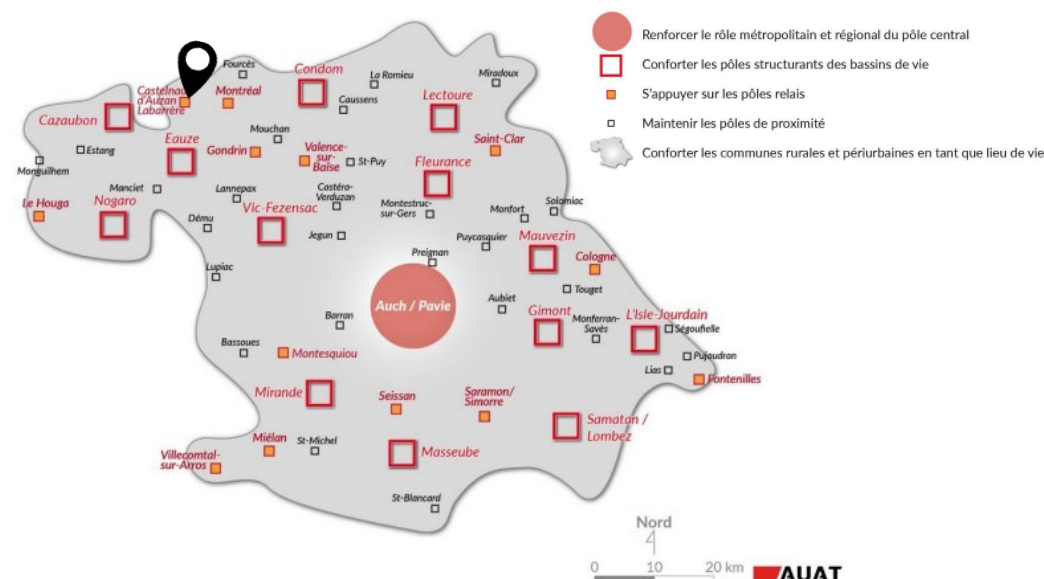 Renforcer le rôle métropolitain et régional du pôle central
Conforter les pôles structurants des bassins de vie
S'appuyer sur les pôles relais
Maintenir les pôles de proximité
Conforter les communes rurales et périurbaines en tant que lieu de vie
Fourcès
Condom
La Romieu
Miradoux
Castelnau
d'Auzan
Labarrère
Montréal
Caussens
Lectoure
Cazaubon
Mouchan
Eauze
Gondrin
Valence-
sur-
Baïse
St-Puy
Saint-Clar
Estang
Fleurance
Monguilhem
Manciet
Lannepax
Castéra-
Verduzan
Le Houga
Nogaro
Vic-Fezensac
Montestruc-
sur-Gers
Monfort
Solomiac
Dému
Jegun
Puycasquier
Mauvezin
Preignan
Cologne
Lupiac
Touget
Auch / Pavie
Aubiet
Gimont
Monferran-
Savès
L'Isle-Jourdain
Ségoufielle
Barran
Bassoues
Montesquiou
Pujaudran
Lias
Fontenilles
Mirande
Seissan
Saramon/
Simorre
Samatan /
Lombez
Miélan
St-Michel
Masseube
Villecomtal-
sur-Arros
St-Blancard
Nord
0 10 20 km
AUAT